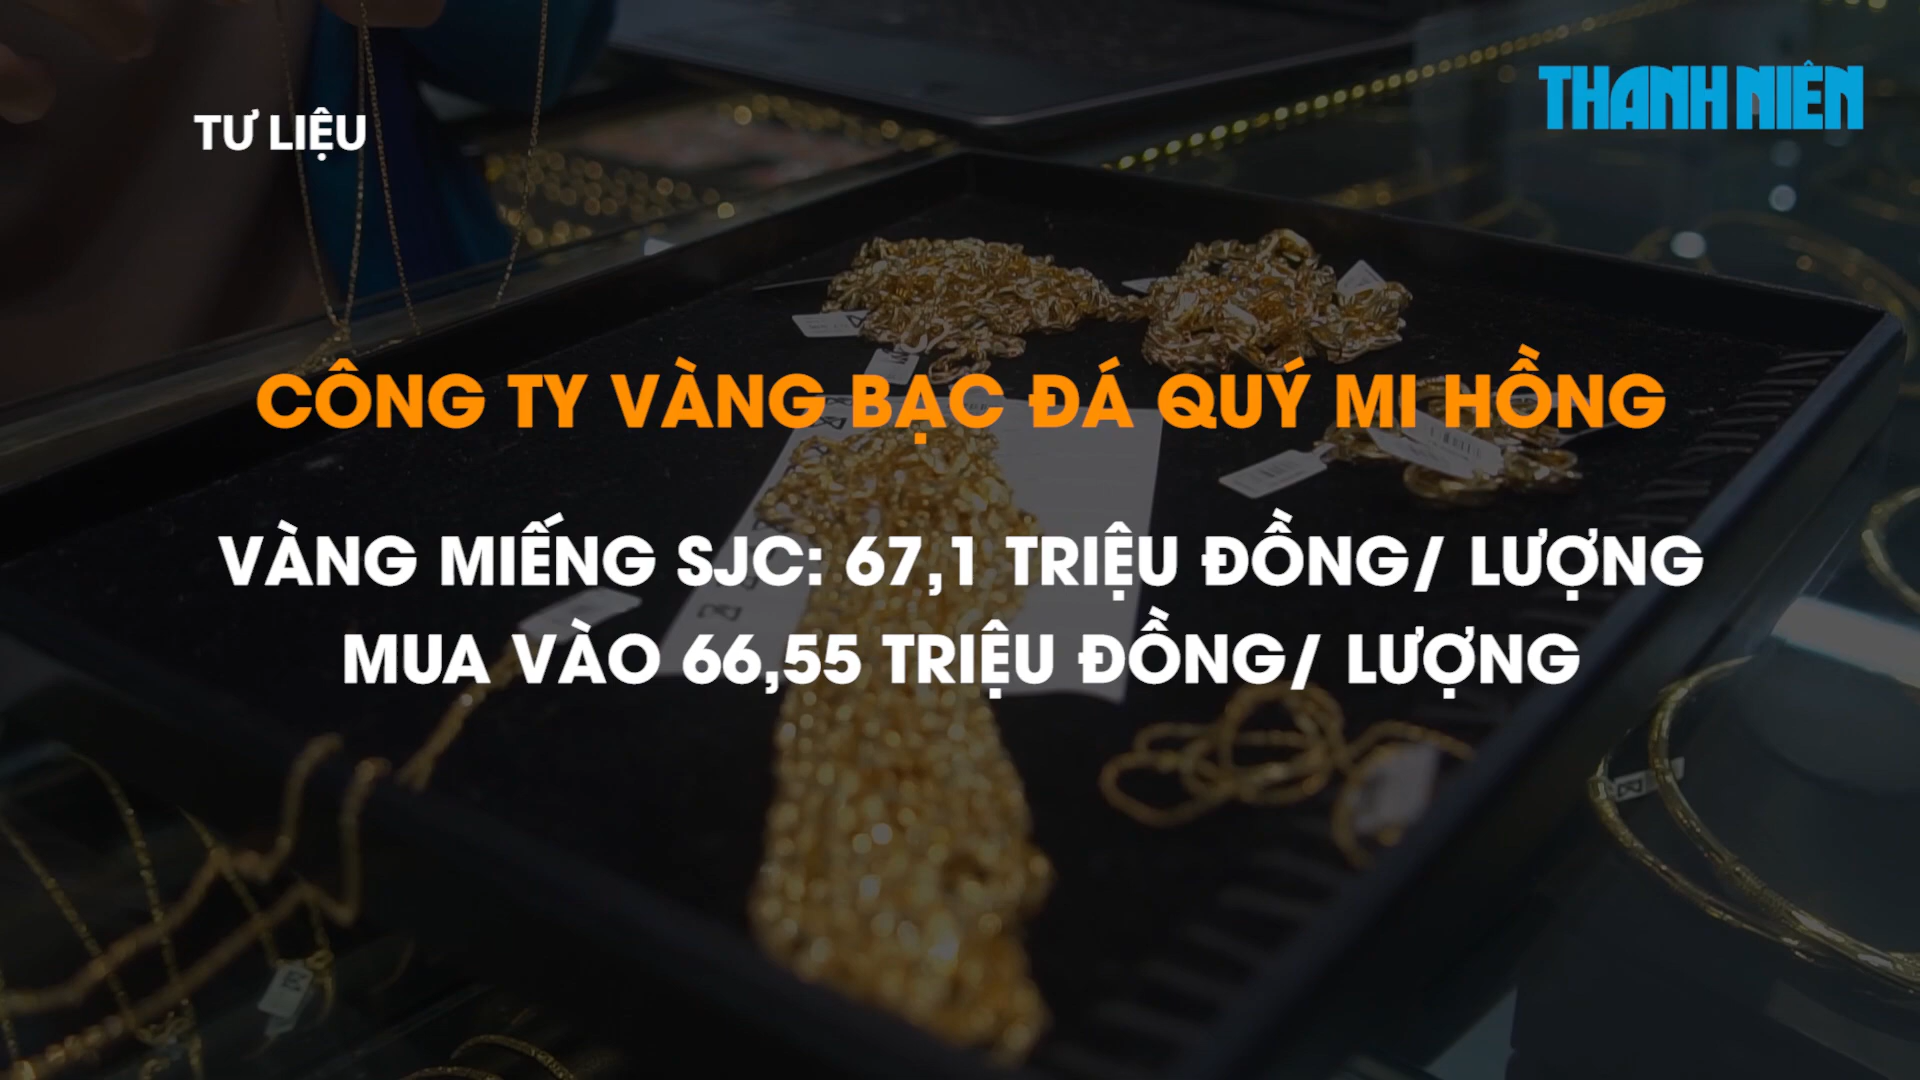 TƯ LIỆU
THANH NIÊN
CÔNG TY VÀNG BẠC ĐÁ QUÝ MI HỒNG
VÀNG MIẾNG SJC: 67,1 TRIỆU ĐỒNG/ LƯỢNG
MUA VÀO 66,55 TRIỆU ĐỒNG/ LƯỢNG